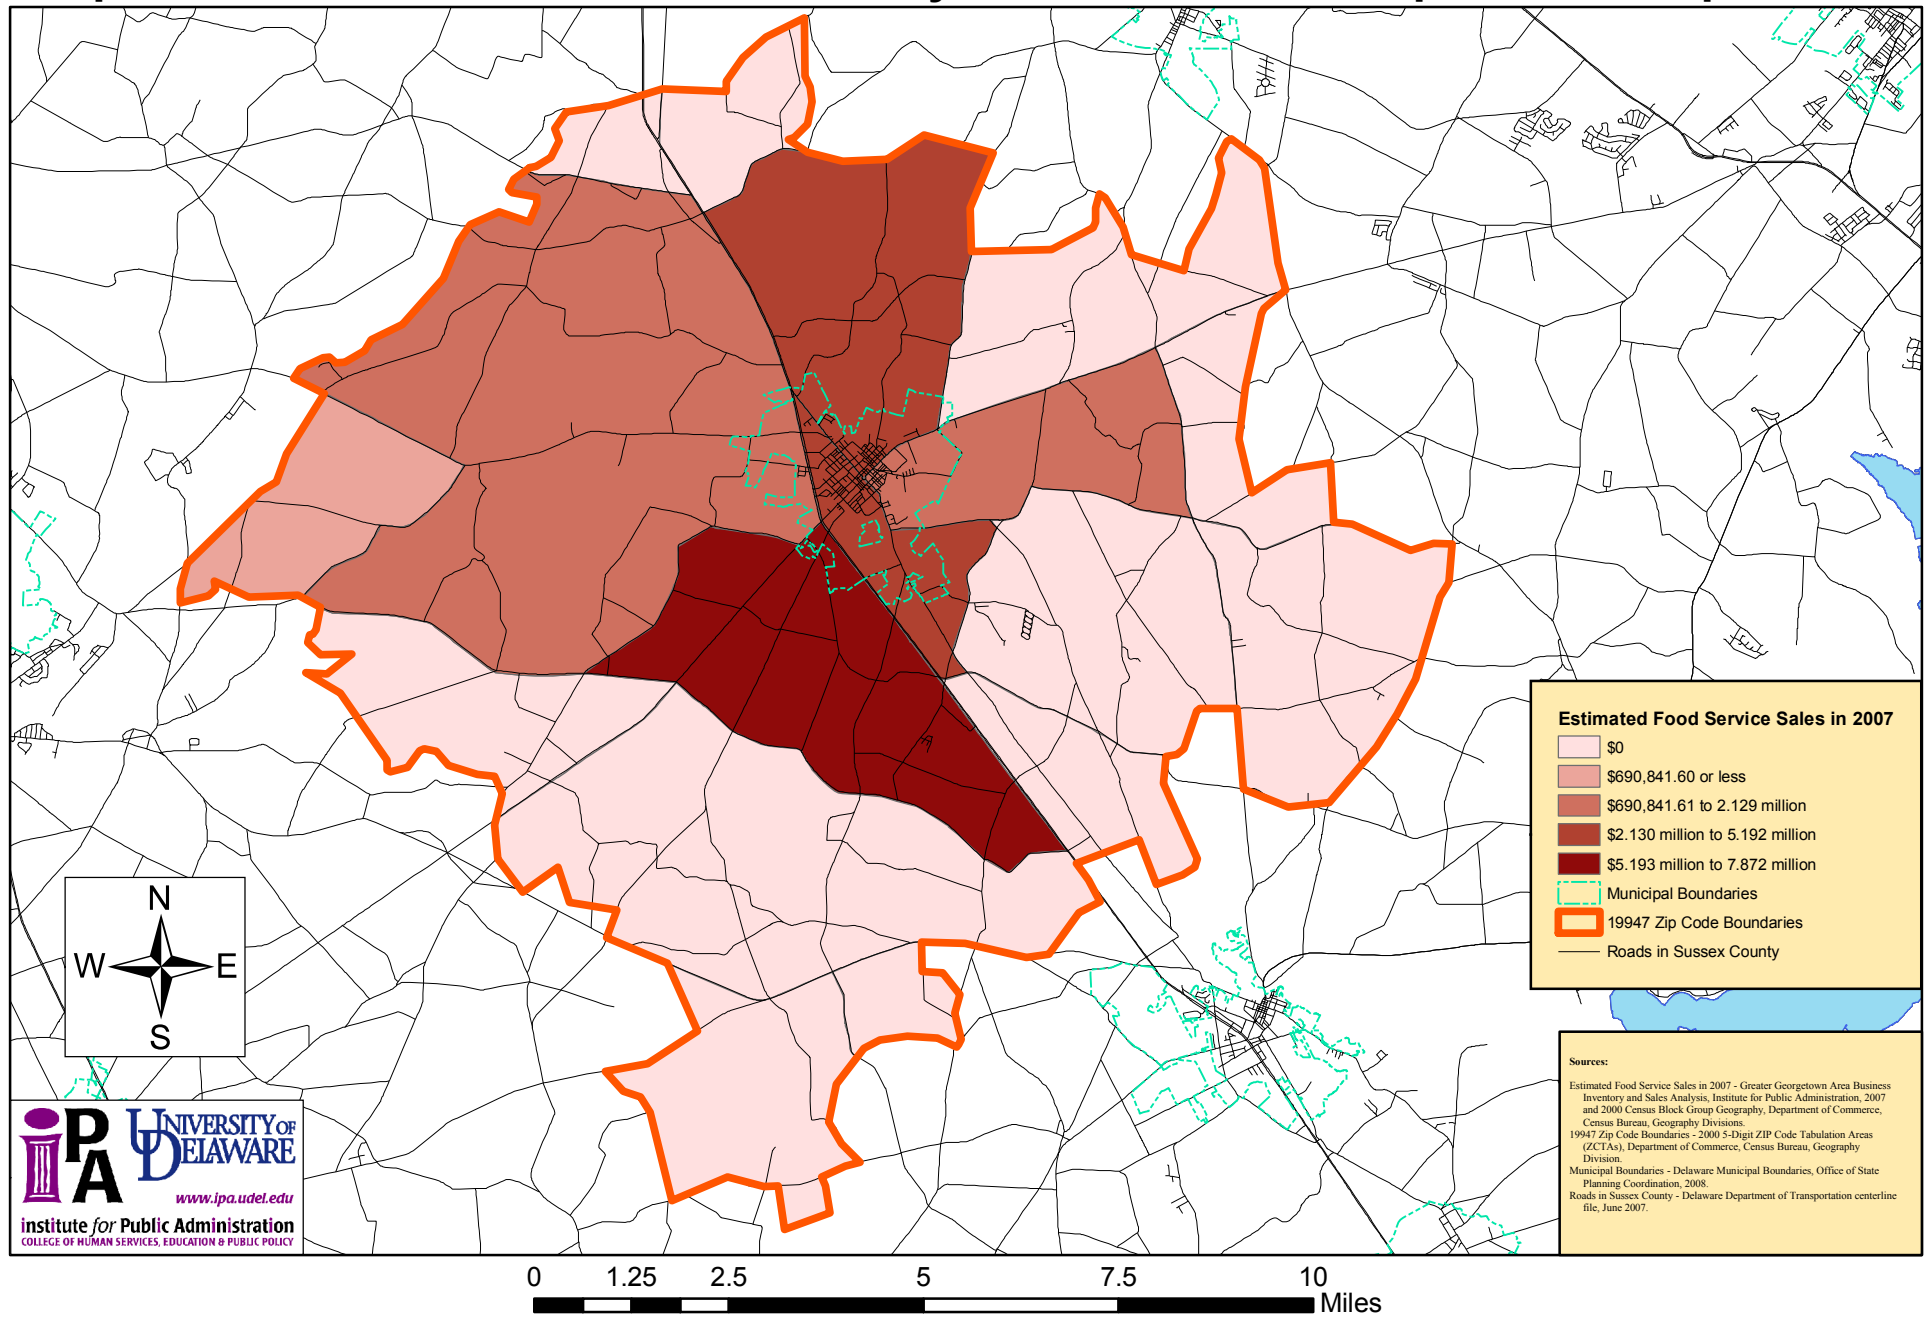 Estimated Food Service Sales in 2007
$0
$690,841.60 or less
$690,841.61 to 2.129 million
$2.130 million to 5.192 million
$5.193 million to 7.872 million
Municipal Boundaries
19947 Zip Code Boundaries
Roads in Sussex County
N
W E
S
Sources:
Estimated Food Service Sales in 2007 - Greater Georgetown Area Business
Inventory and Sales Analysis, Institute for Public Administration, 2007
and 2000 Census Block Group Geography, Department of Commerce,
Census Bureau, Geography Divisions.
19947 Zip Code Boundaries - 2000 5-Digit ZIP Code Tabulation Areas
(ZCTAs), Department of Commerce, Census Bureau, Geography
Division.
Municipal Boundaries - Delaware Municipal Boundaries, Office of State
Planning Coordination, 2008.
Roads in Sussex County - Delaware Department of Transportation centerline
file, June 2007.
iPA
UNIVERSITY OF
DELAWARE
www.ipa.udel.edu
institute for Public Administration
COLLEGE OF HUMAN SERVICES, EDUCATION & PUBLIC POLICY
0 1.25 2.5 5 7.5 10
Miles